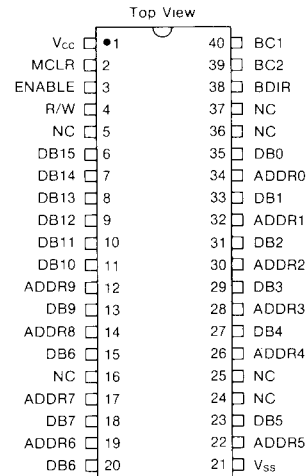 Top View
Vcc 1 40 BC1
MCLR 2 39 BC2
ENABLE 3 38 BDIR
R/W 4 37 NC
NC 5 36 NC
DB15 6 35 DB0
DB14 7 34 ADDR0
DB13 8 33 DB1
DB12 9 32 ADDR1
DB11 10 31 DB2
DB10 11 30 ADDR2
ADDR9 12 29 DB3
DB9 13 28 ADDR3
ADDR8 14 27 DB4
DB6 15 26 ADDR4
NC 16 25 NC
ADDR7 17 24 NC
DB7 18 23 DB5
ADDR6 19 22 ADDR5
DB6 20 21 Vss